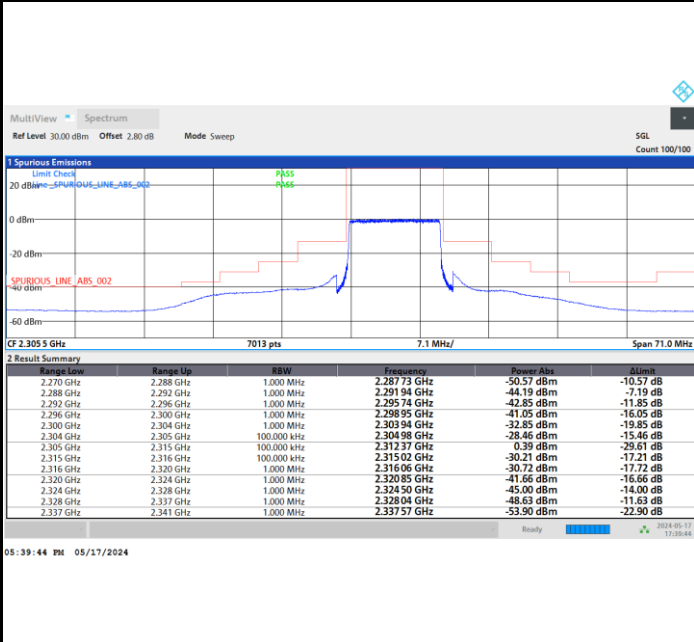 MultiView Spectrum
Ref Level 30.00 dBm Offset 2.80 dB Mode Sweep SGL
Count 100/100
1 Spurious Emissions
Limit Check PASS
Line _SPURIOUS_LINE_ABS_002 PASS
20 dBm
0 dBm
-20 dBm
SPURIOUS_LINE_ABS_002
-40 dBm
-60 dBm
CF 2.305 5 GHz 7013 pts 7.1 MHz/ Span 71.0 MHz
2 Result Summary
Range Low Range Up RBW Frequency Power Abs ΔLimit
2.270 GHz 2.288 GHz 1.000 MHz 2.287 73 GHz -50.57 dBm -10.57 dB
2.288 GHz 2.292 GHz 1.000 MHz 2.291 94 GHz -44.19 dBm -7.19 dB
2.292 GHz 2.296 GHz 1.000 MHz 2.295 74 GHz -42.85 dBm -11.85 dB
2.296 GHz 2.300 GHz 1.000 MHz 2.298 95 GHz -41.05 dBm -16.05 dB
2.300 GHz 2.304 GHz 1.000 MHz 2.303 94 GHz -32.85 dBm -19.85 dB
2.304 GHz 2.305 GHz 100.000 kHz 2.304 98 GHz -28.46 dBm -15.46 dB
2.305 GHz 2.315 GHz 100.000 kHz 2.312 37 GHz 0.39 dBm -29.61 dB
2.315 GHz 2.316 GHz 100.000 kHz 2.315 02 GHz -30.21 dBm -17.21 dB
2.316 GHz 2.320 GHz 1.000 MHz 2.316 06 GHz -30.72 dBm -17.72 dB
2.320 GHz 2.324 GHz 1.000 MHz 2.320 85 GHz -41.66 dBm -16.66 dB
2.324 GHz 2.328 GHz 1.000 MHz 2.324 50 GHz -45.00 dBm -14.00 dB
2.328 GHz 2.337 GHz 1.000 MHz 2.328 04 GHz -48.63 dBm -11.63 dB
2.337 GHz 2.341 GHz 1.000 MHz 2.337 57 GHz -53.90 dBm -22.90 dB
Ready 2024-05-17
17:39:44
05:39:44 PM 05/17/2024